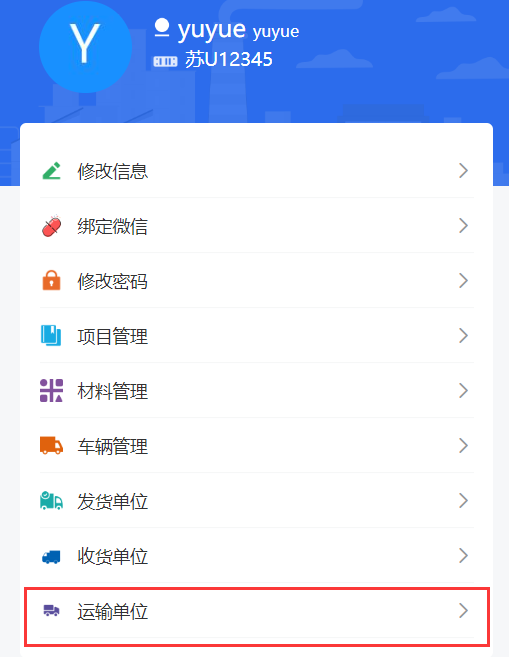 Y
yuyue yuyue
苏U12345
修改信息
绑定微信
修改密码
项目管理
材料管理
车辆管理
发货单位
收货单位
运输单位